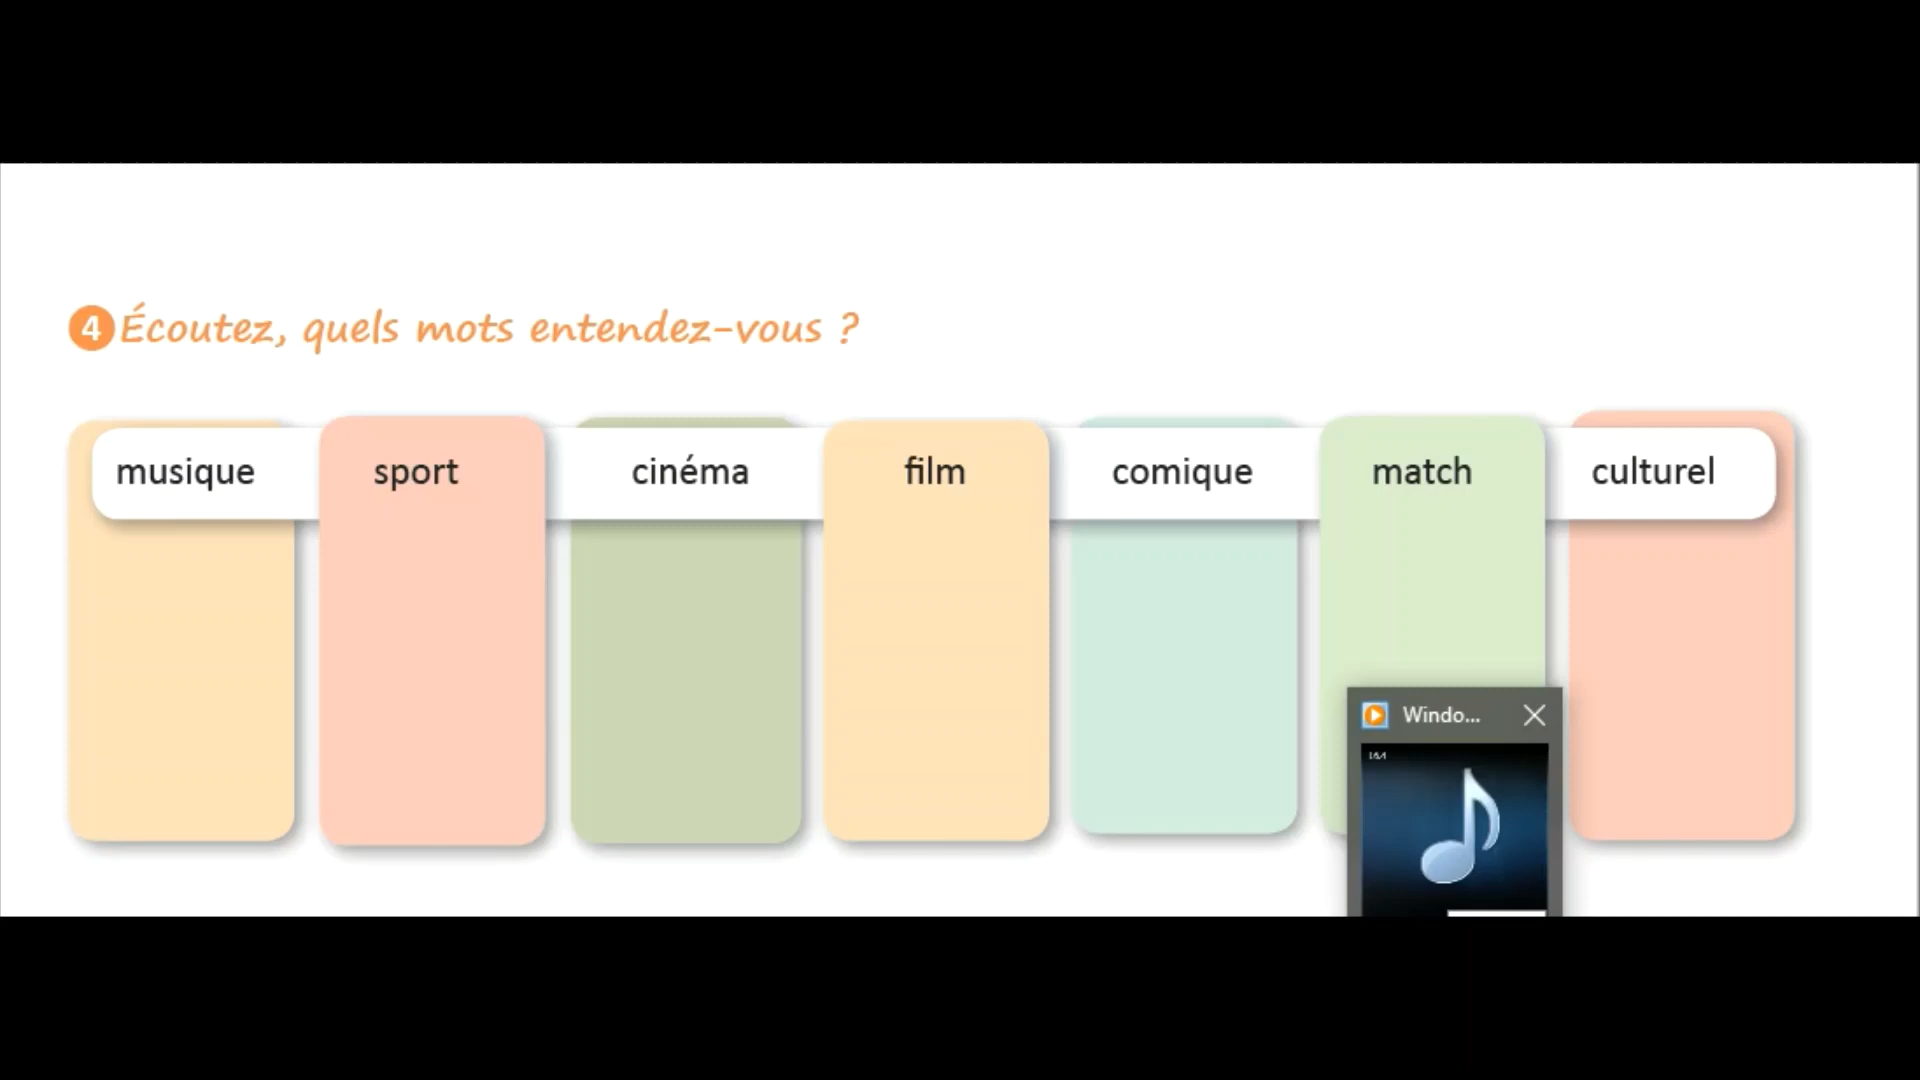 4 Écoutez, quels mots entendez-vous ?
musique sport cinéma film comique match culturel
Windo...